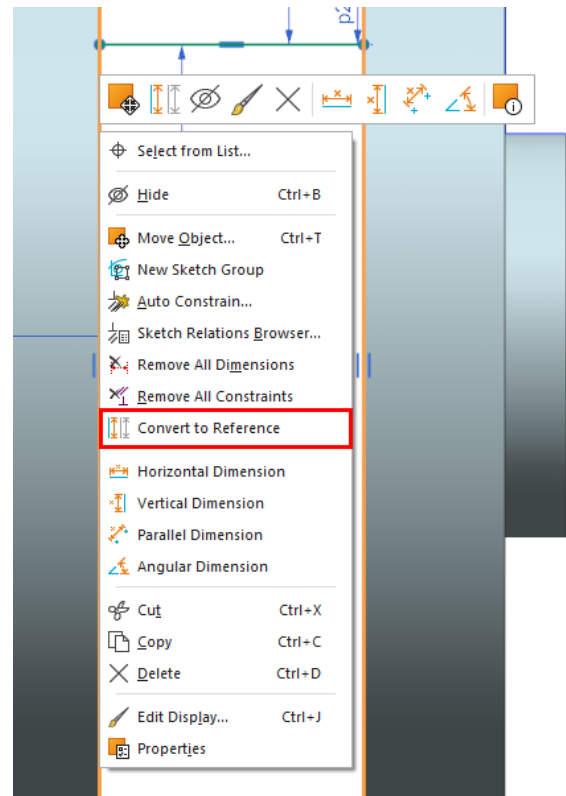 Select from List...
Hide Ctrl+B
Move Object... Ctrl+T
New Sketch Group
Auto Constrain...
Sketch Relations Browser...
Remove All Dimensions
Remove All Constraints
Convert to Reference
Horizontal Dimension
Vertical Dimension
Parallel Dimension
Angular Dimension
Cut Ctrl+X
Copy Ctrl+C
Delete Ctrl+D
Edit Display... Ctrl+J
Properties